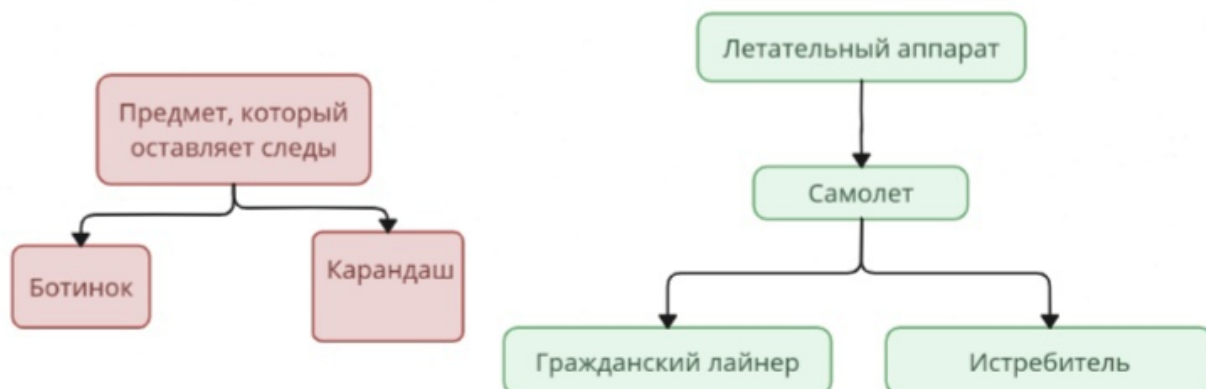 Предмет, который
оставляет следы
Ботинок
Карандаш
Летательный аппарат
Самолет
Гражданский лайнер
Истребитель